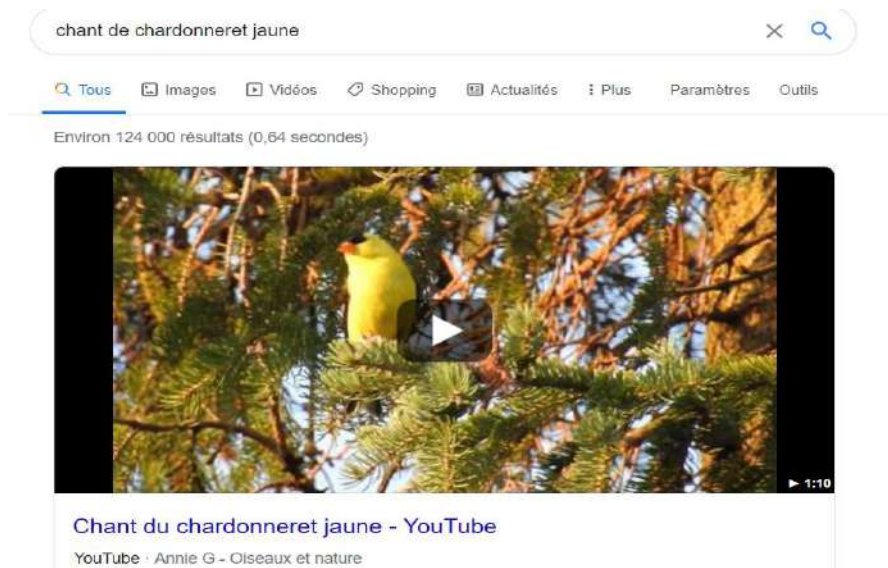 chant de chardonneret jaune
Tous Images Vidéos Shopping Actualités Plus Paramètres Outils
Environ 124 000 résultats (0,64 secondes)
1:10
Chant du chardonneret jaune - YouTube
YouTube · Annie G - Oiseaux et nature